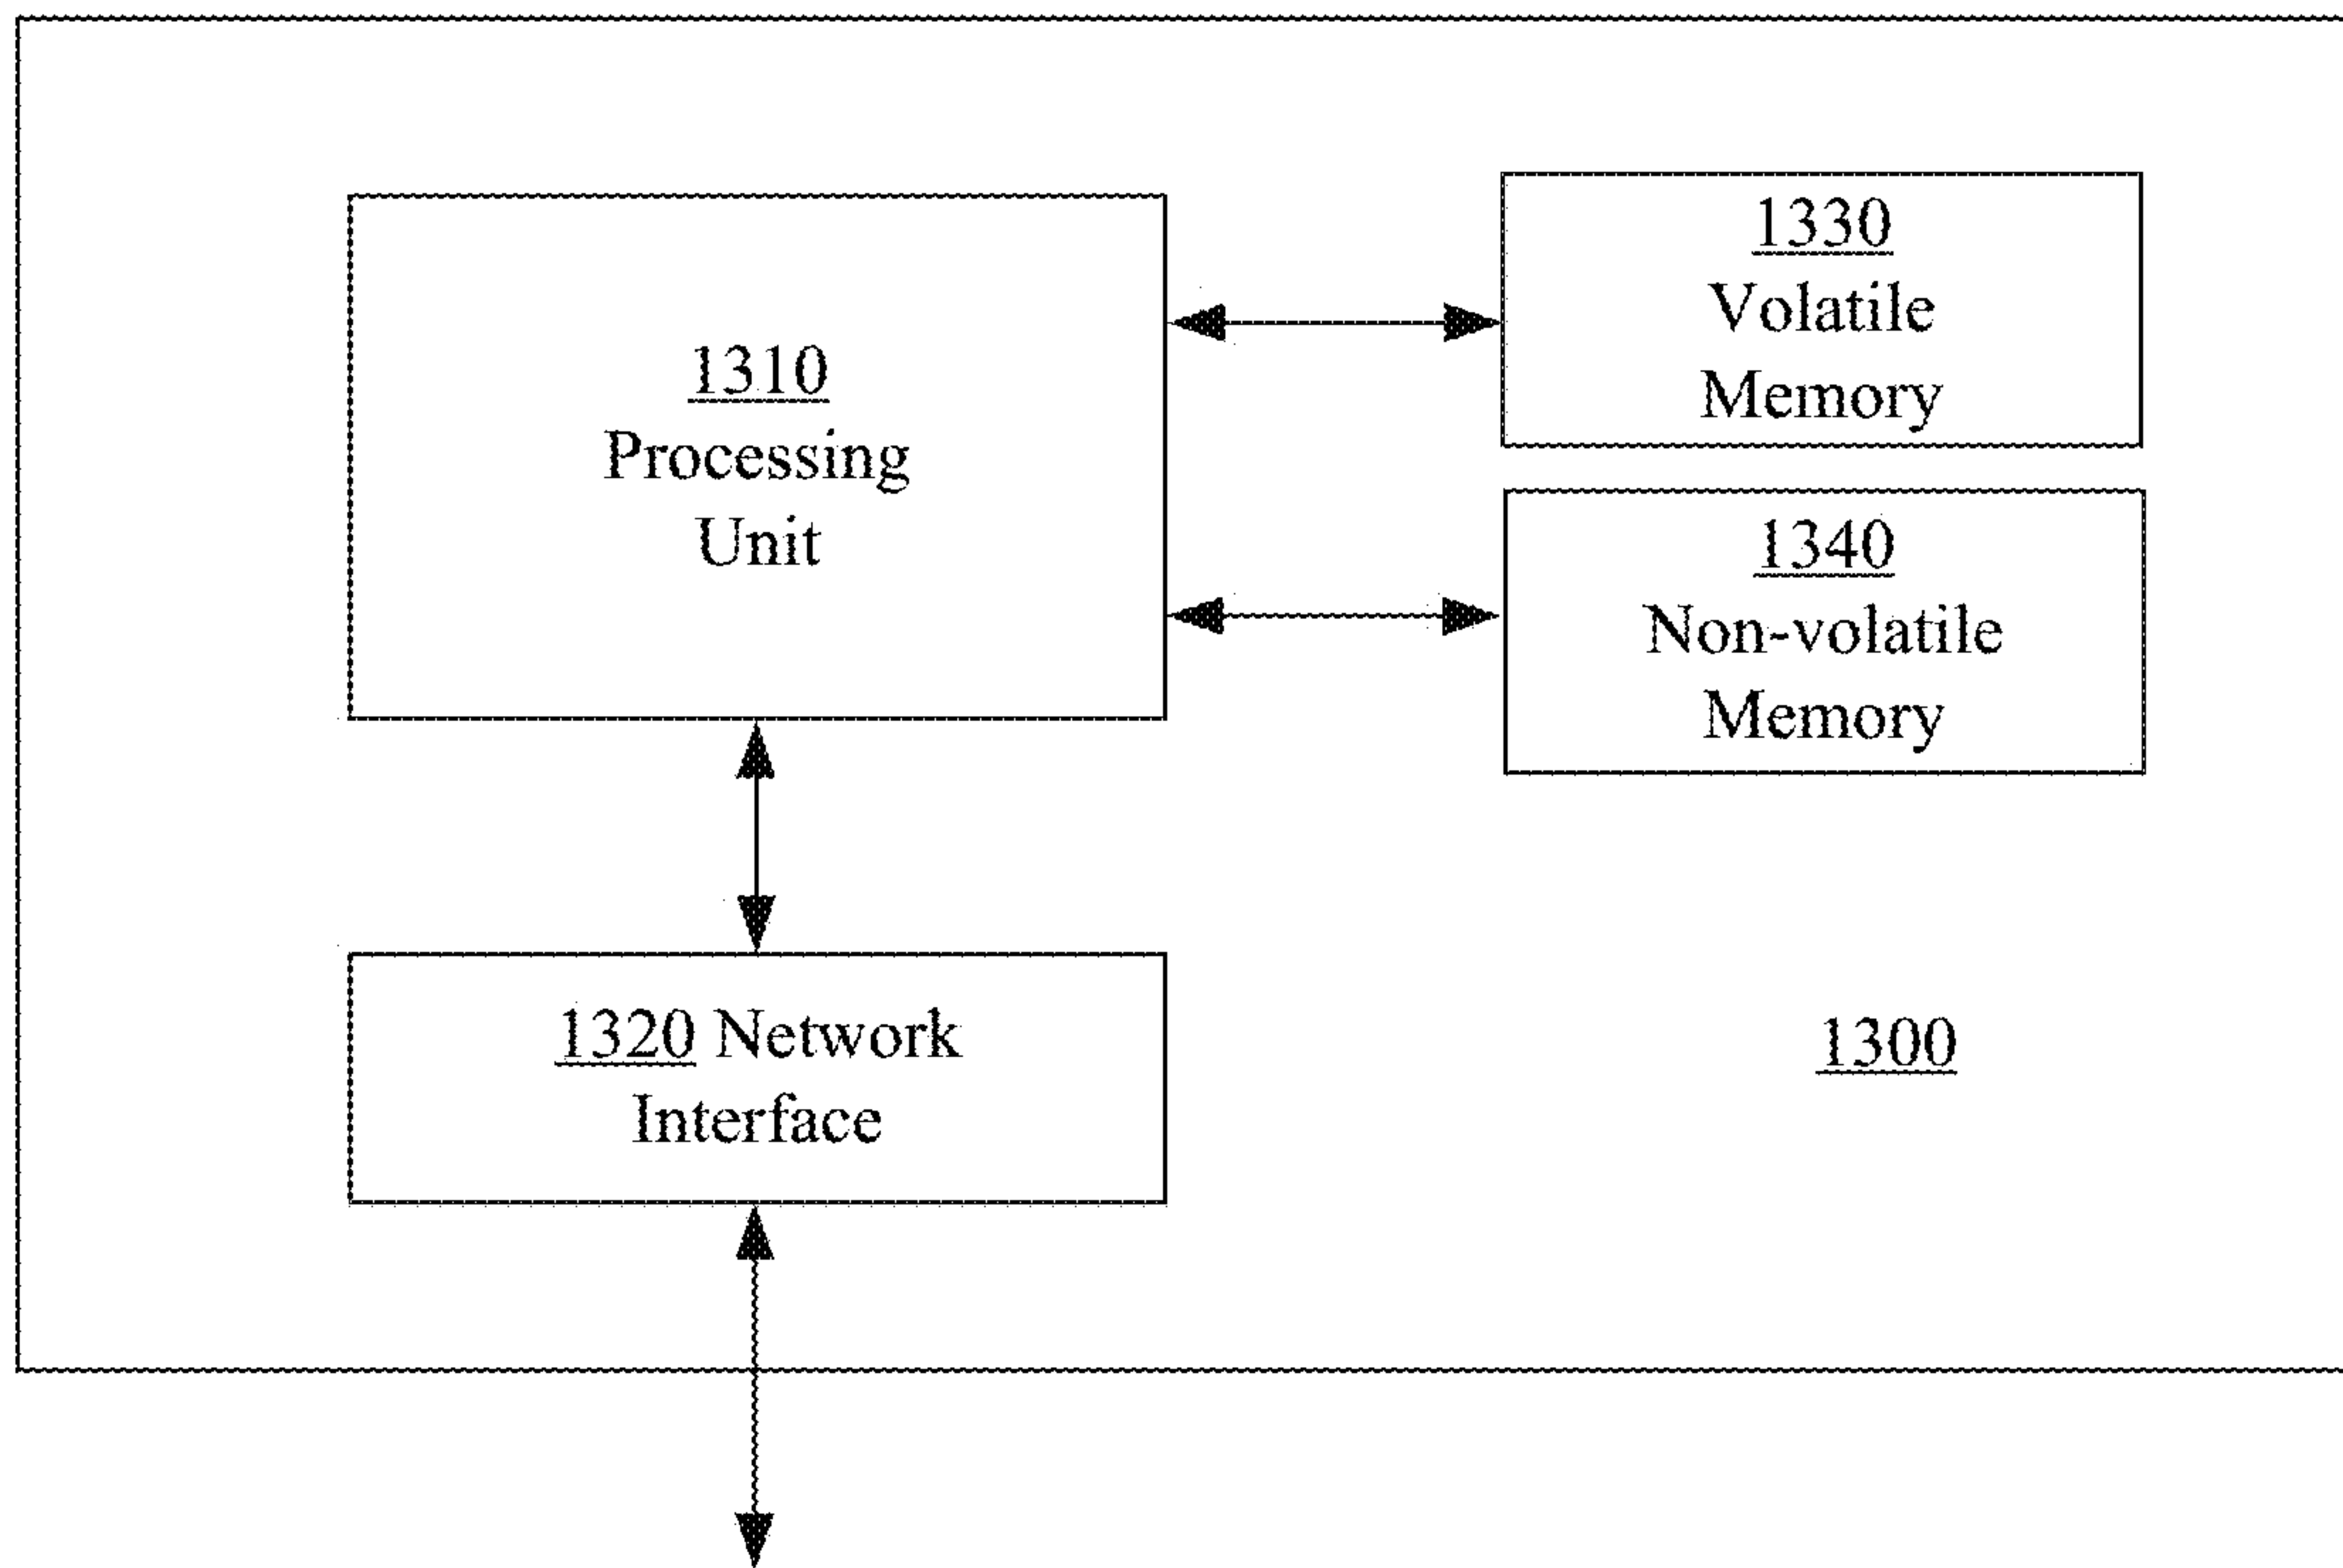 1330
Volatile
Memory
1310
Processing
Unit
1340
Non-volatile
Memory
1320 Network
Interface
1300